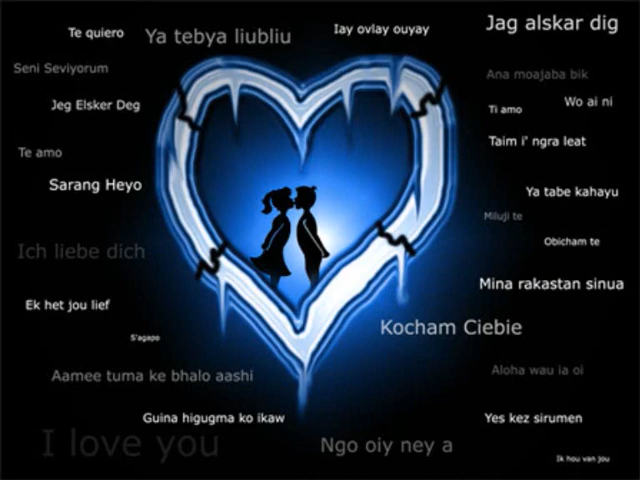 Te quiero
Ya tebya liubliu
Iay ovlay ouyay
Jag alskar dig
Seni Seviyorum
Ana moajaba bik
Jeg Elsker Deg
Ti amo
Wo ai ni
Te amo
Taim i' ngra leat
Sarang Heyo
Ya tabe kahayu
Miluji te
Obicham te
Ich liebe dich
Mina rakastan sinua
Ek het jou lief
Kocham Ciebie
S'agapo
Aamee tuma ke bhalo aashi
Aloha wau ia oi
Guina higugma ko ikaw
Yes kez sirumen
I love you
Ngo oiy ney a
Ik hou van jou